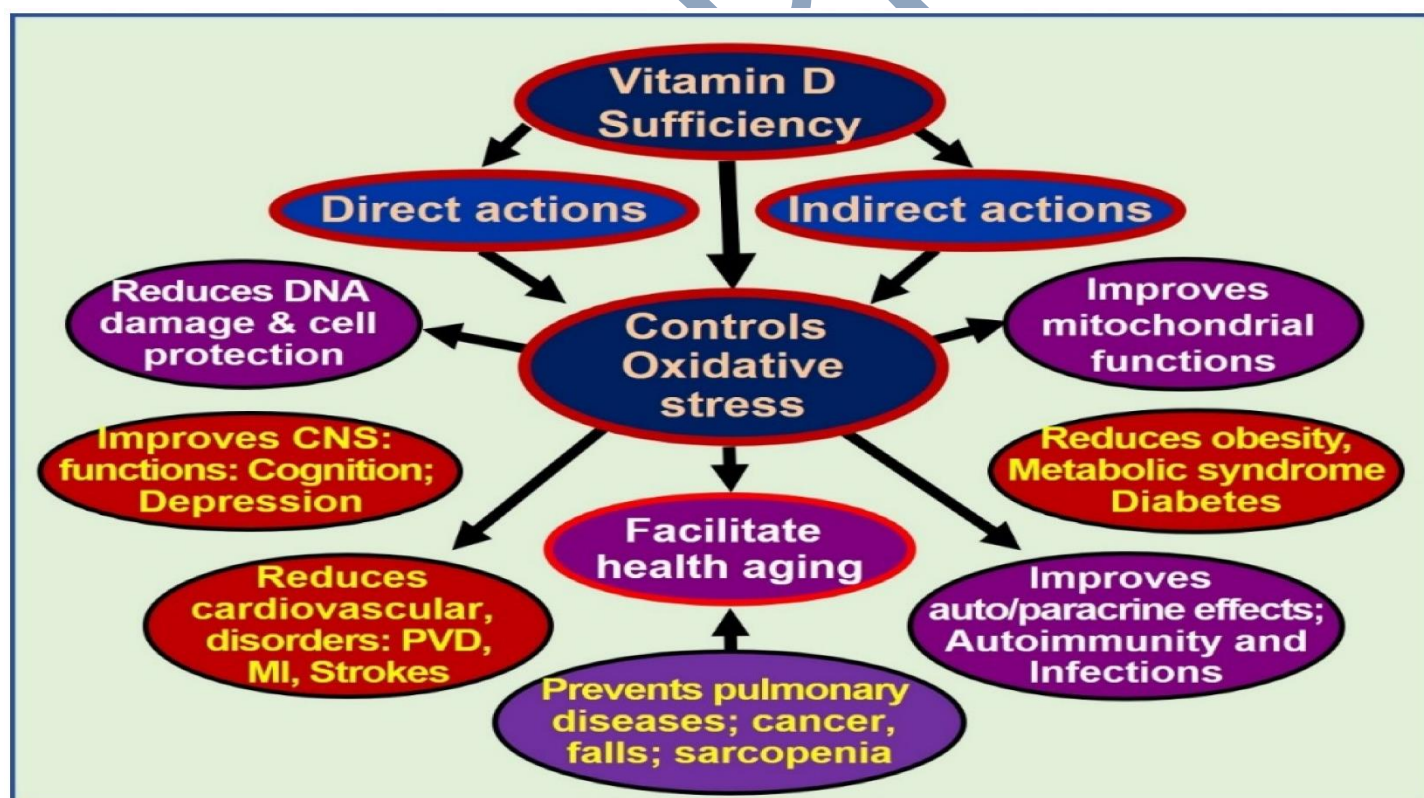 Vitamin D
Sufficiency
Direct actions
Indirect actions
Reduces DNA
damage & cell
protection
Controls
Oxidative
stress
Improves
mitochondrial
functions
Improves CNS:
functions: Cognition;
Depression
Reduces obesity,
Metabolic syndrome
Diabetes
Facilitate
health aging
Reduces
cardiovascular,
disorders: PVD,
MI, Strokes
Improves
auto/paracrine effects;
Autoimmunity and
Infections
Prevents pulmonary
diseases; cancer,
falls; sarcopenia